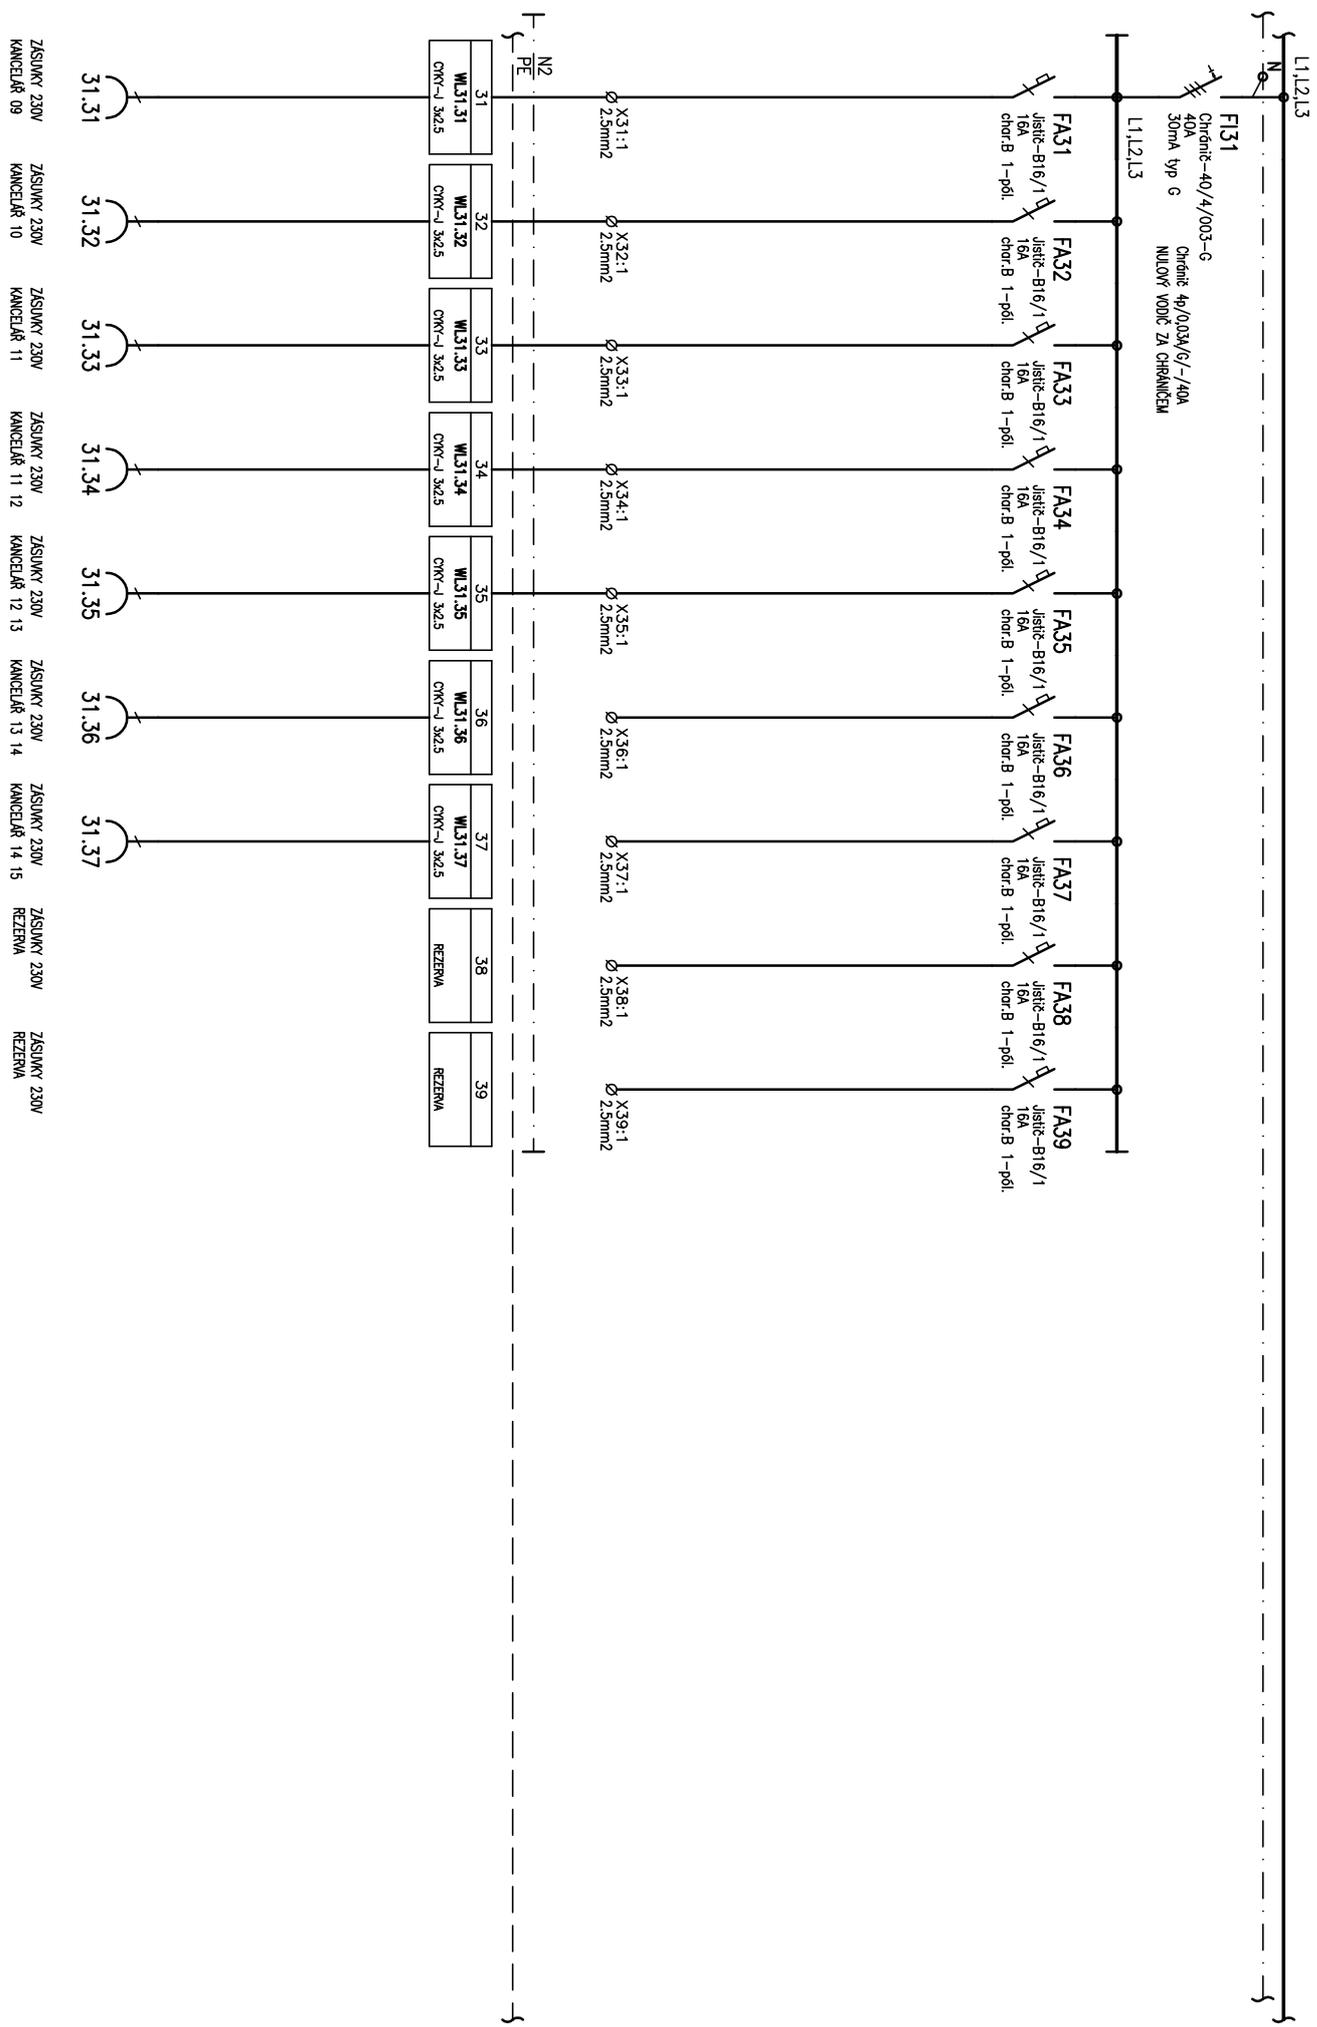 L1,L2,L3
N
FI31
Chránič-40/4/003-G
40A
30mA typ G
Chránič 4p/0,03A/G/-/40A
NULOVÝ VODIČ ZA CHRÁNIČEM
L1,L2,L3
FA31
Jistič-B16/1
16A
char.B 1-pól.
FA32
Jistič-B16/1
16A
char.B 1-pól.
FA33
Jistič-B16/1
16A
char.B 1-pól.
FA34
Jistič-B16/1
16A
char.B 1-pól.
FA35
Jistič-B16/1
16A
char.B 1-pól.
FA36
Jistič-B16/1
16A
char.B 1-pól.
FA37
Jistič-B16/1
16A
char.B 1-pól.
FA38
Jistič-B16/1
16A
char.B 1-pól.
FA39
Jistič-B16/1
16A
char.B 1-pól.
X31:1
2.5mm2
X32:1
2.5mm2
X33:1
2.5mm2
X34:1
2.5mm2
X35:1
2.5mm2
X36:1
2.5mm2
X37:1
2.5mm2
X38:1
2.5mm2
X39:1
2.5mm2
N2
PE
31
WL31.31
CYKY-J 3x2.5
32
WL31.32
CYKY-J 3x2.5
33
WL31.33
CYKY-J 3x2.5
34
WL31.34
CYKY-J 3x2.5
35
WL31.35
CYKY-J 3x2.5
36
WL31.36
CYKY-J 3x2.5
37
WL31.37
CYKY-J 3x2.5
38
REZERVA
39
REZERVA
31.31
31.32
31.33
31.34
31.35
31.36
31.37
ZÁSUVKY 230V
KANCELÁŘ 09
ZÁSUVKY 230V
KANCELÁŘ 10
ZÁSUVKY 230V
KANCELÁŘ 11
ZÁSUVKY 230V
KANCELÁŘ 11 12
ZÁSUVKY 230V
KANCELÁŘ 12 13
ZÁSUVKY 230V
KANCELÁŘ 13 14
ZÁSUVKY 230V
KANCELÁŘ 14 15
ZÁSUVKY 230V
REZERVA
ZÁSUVKY 230V
REZERVA